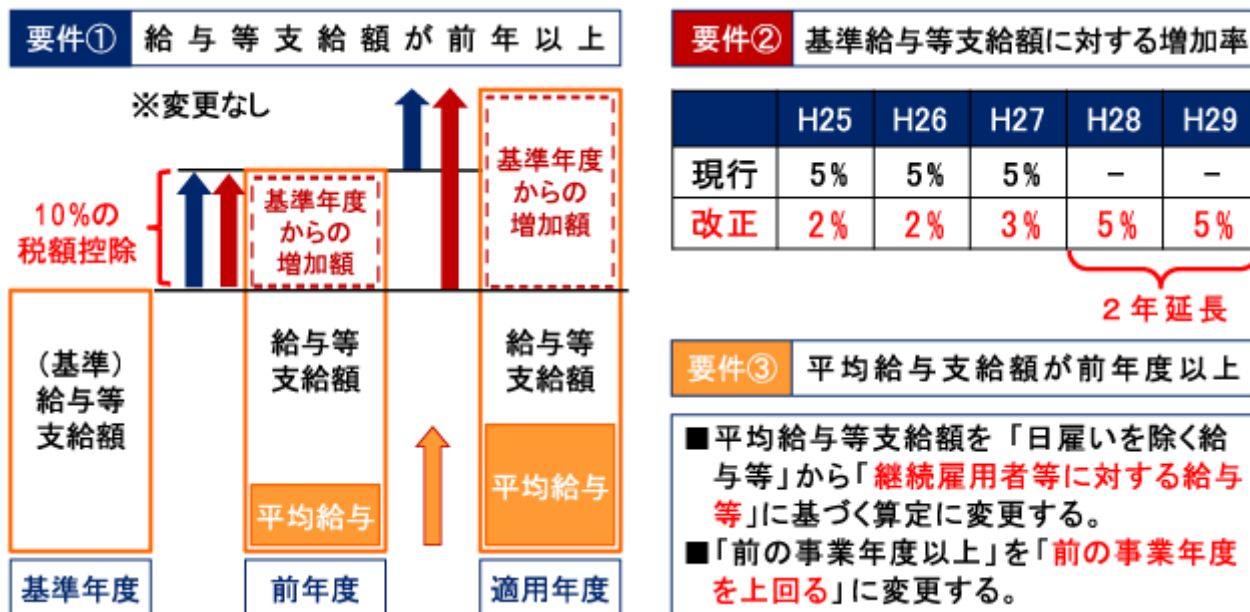 要件① 給与等支給額が前年以上
※変更なし
10%の
税額控除
基準年度
からの
増加額
基準年度
からの
増加額
(基準)
給与等
支給額
給与等
支給額
給与等
支給額
平均給与
平均給与
基準年度
前年度
適用年度
要件② 基準給与等支給額に対する増加率
H25 H26 H27 H28 H29
現行 5% 5% 5% － －
改正 2% 2% 3% 5% 5%
2年延長
要件③ 平均給与支給額が前年度以上
■平均給与等支給額を「日雇いを除く給
与等」から「継続雇用者等に対する給与
等」に基づく算定に変更する。
■「前の事業年度以上」を「前の事業年度
を上回る」に変更する。